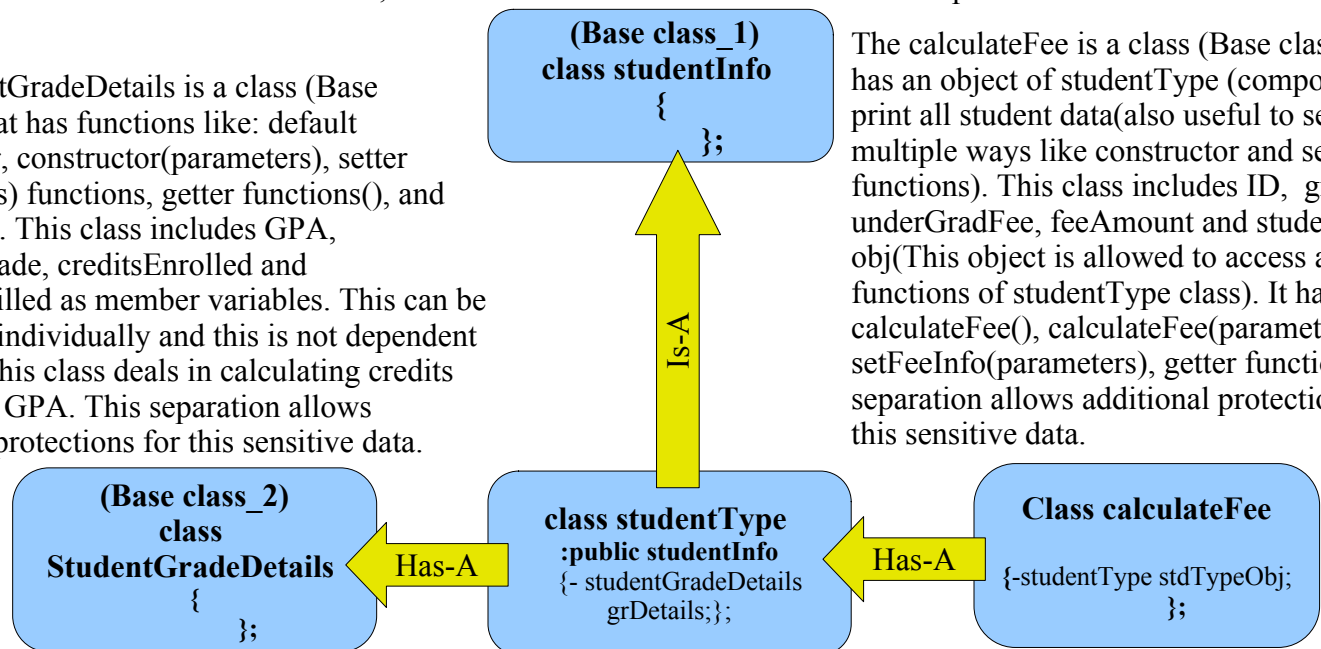 (Base class_1)
class studentInfo
{
};
tGradeDetails is a class (Base
at has functions like: default
, constructor(parameters), setter
s) functions, getter functions(), and
. This class includes GPA,
ade, creditsEnrolled and
illed as member variables. This can be
individually and this is not dependent
his class deals in calculating credits
GPA. This separation allows
protections for this sensitive data.
The calculateFee is a class (Base clas
has an object of studentType (compo
print all student data(also useful to se
multiple ways like constructor and se
functions). This class includes ID, g
underGradFee, feeAmount and stude
obj(This object is allowed to access a
functions of studentType class). It ha
calculateFee(), calculateFee(paramet
setFeeInfo(parameters), getter functi
separation allows additional protectio
this sensitive data.
Is-A
(Base class_2)
class
StudentGradeDetails
{
};
Has-A
class studentType
:public studentInfo
{- studentGradeDetails
grDetails;};
Has-A
Class calculateFee
{-studentType stdTypeObj;
};